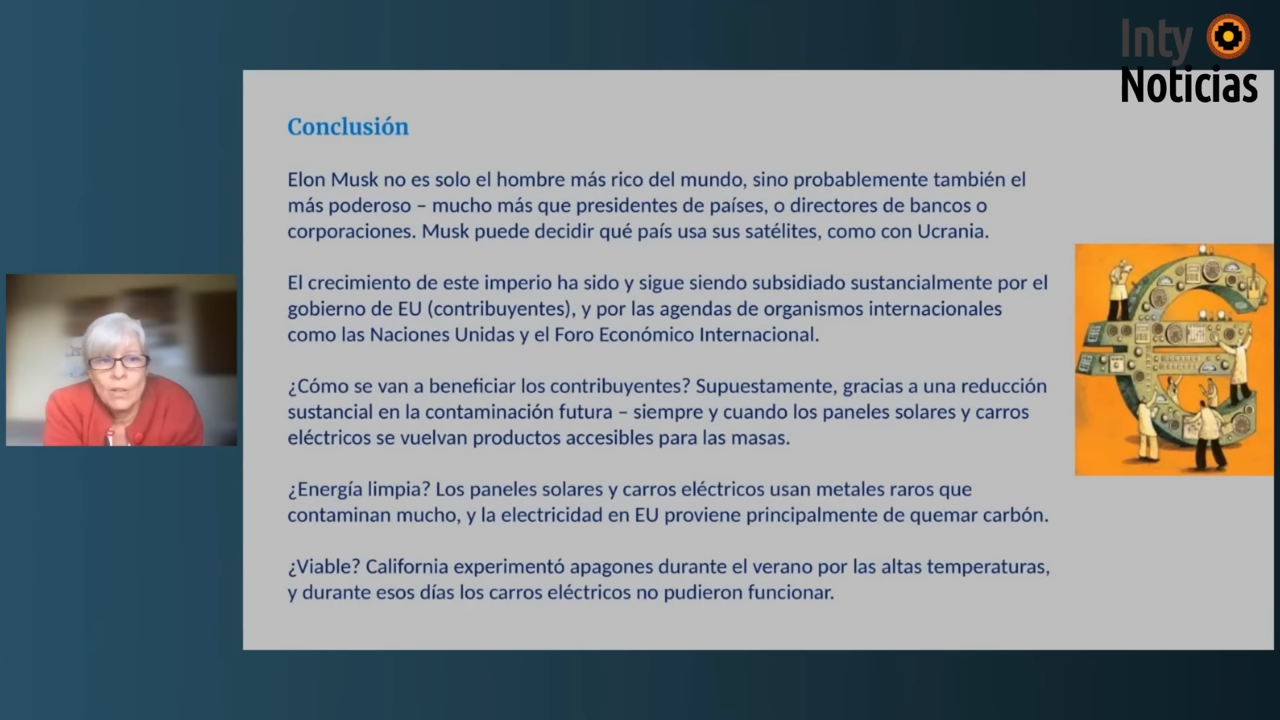 Inty
Noticias
Conclusión
Elon Musk no es solo el hombre más rico del mundo, sino probablemente también el
más poderoso – mucho más que presidentes de países, o directores de bancos o
corporaciones. Musk puede decidir qué país usa sus satélites, como con Ucrania.
El crecimiento de este imperio ha sido y sigue siendo subsidiado sustancialmente por el
gobierno de EU (contribuyentes), y por las agendas de organismos internacionales
como las Naciones Unidas y el Foro Económico Internacional.
¿Cómo se van a beneficiar los contribuyentes? Supuestamente, gracias a una reducción
sustancial en la contaminación futura – siempre y cuando los paneles solares y carros
eléctricos se vuelvan productos accesibles para las masas.
¿Energía limpia? Los paneles solares y carros eléctricos usan metales raros que
contaminan mucho, y la electricidad en EU proviene principalmente de quemar carbón.
¿Viable? California experimentó apagones durante el verano por las altas temperaturas,
y durante esos días los carros eléctricos no pudieron funcionar.